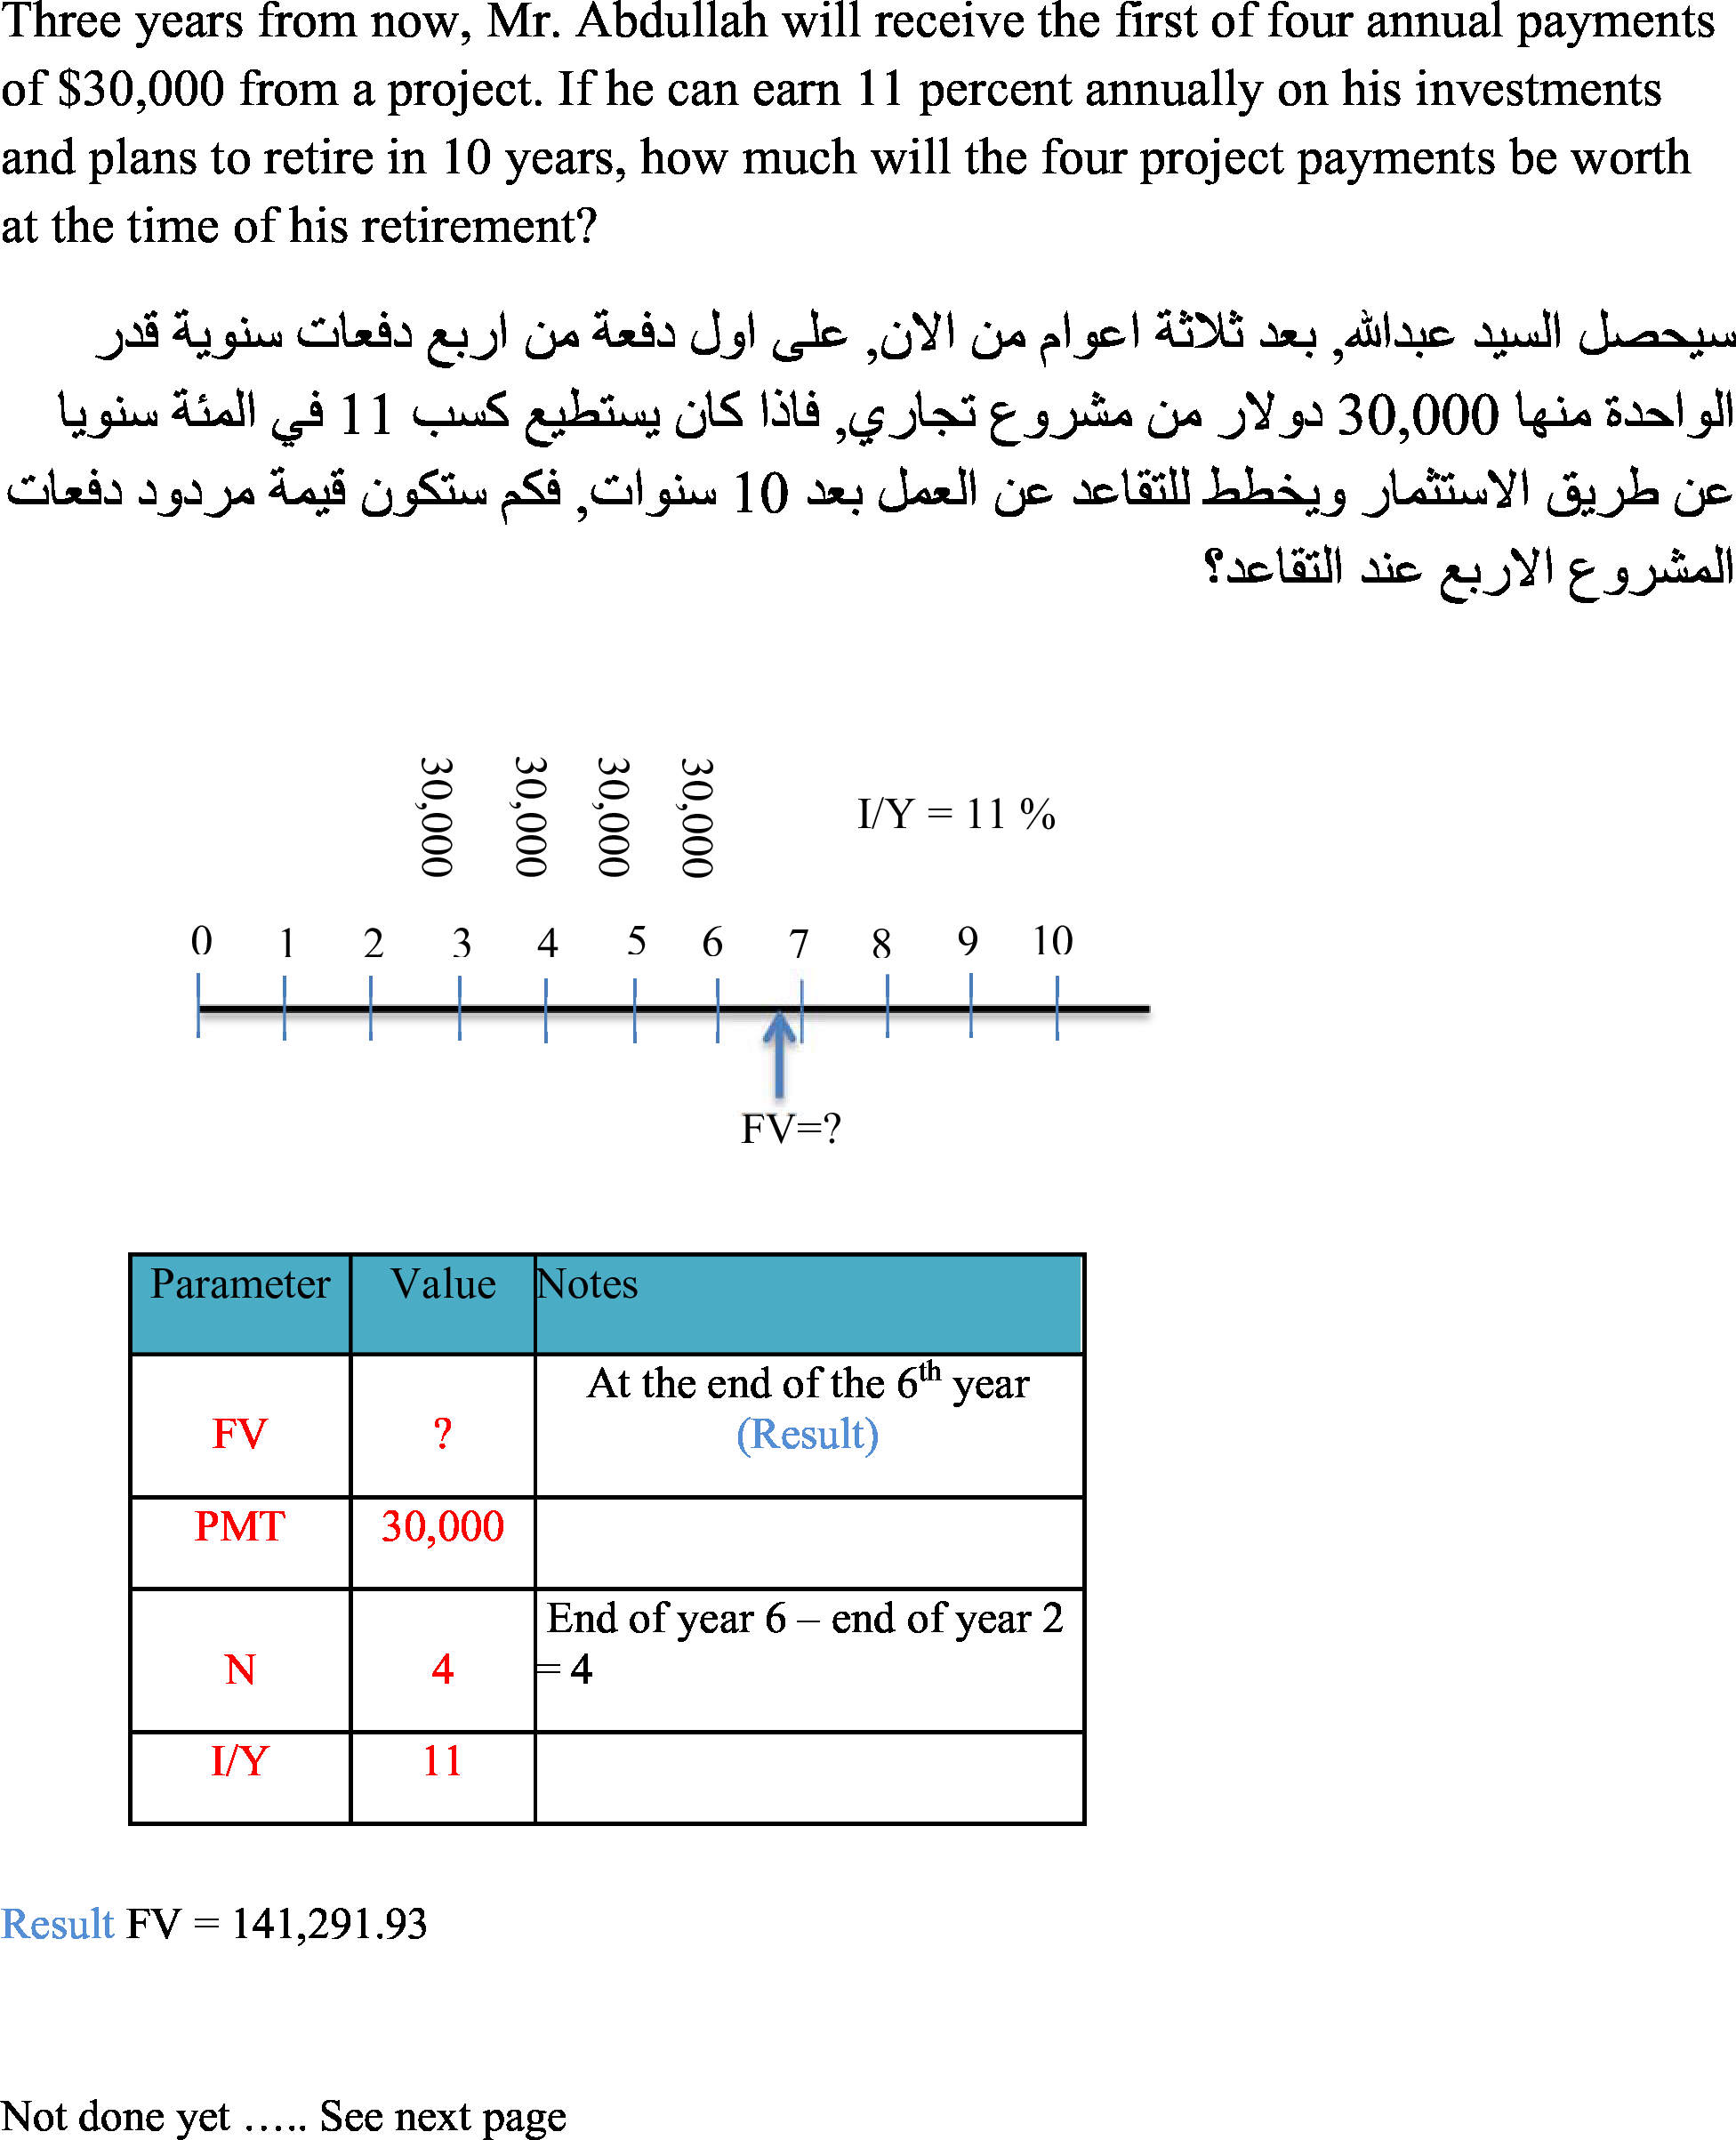 Three years from now, Mr. Abdullah will receive the first of four annual payments
of $30,000 from a project. If he can earn 11 percent annually on his investments
and plans to retire in 10 years, how much will the four project payments be worth
at the time of his retirement?
سيحصل السيد عبدالله, بعد ثلاثة اعوام من الان, على اول دفعة من اربع دفعات سنوية قدر
الواحدة منها 30,000 دولار من مشروع تجاري, فاذا كان يستطيع كسب 11 في المئة سنويا
عن طريق الاستثمار ويخطط للتقاعد عن العمل بعد 10 سنوات, فكم ستكون قيمة مردود دفعات
المشروع الاربع عند التقاعد؟
30,000 30,000 30,000 30,000
I/Y = 11 %
0 1 2 3 4 5 6 7 8 9 10
FV=?
Parameter Value Notes
At the end of the 6th year
FV ? (Result)
PMT 30,000
End of year 6 – end of year 2
N 4 = 4
I/Y 11
Result FV = 141,291.93
Not done yet ….. See next page